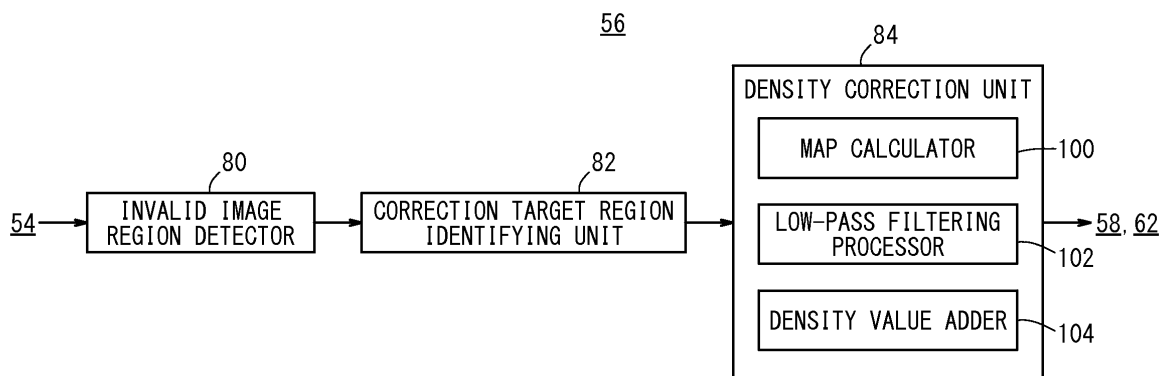 56
84
DENSITY CORRECTION UNIT
MAP CALCULATOR
100
80
82
54
INVALID IMAGE
REGION DETECTOR
CORRECTION TARGET REGION
IDENTIFYING UNIT
LOW-PASS FILTERING
PROCESSOR
102
58, 62
DENSITY VALUE ADDER
104